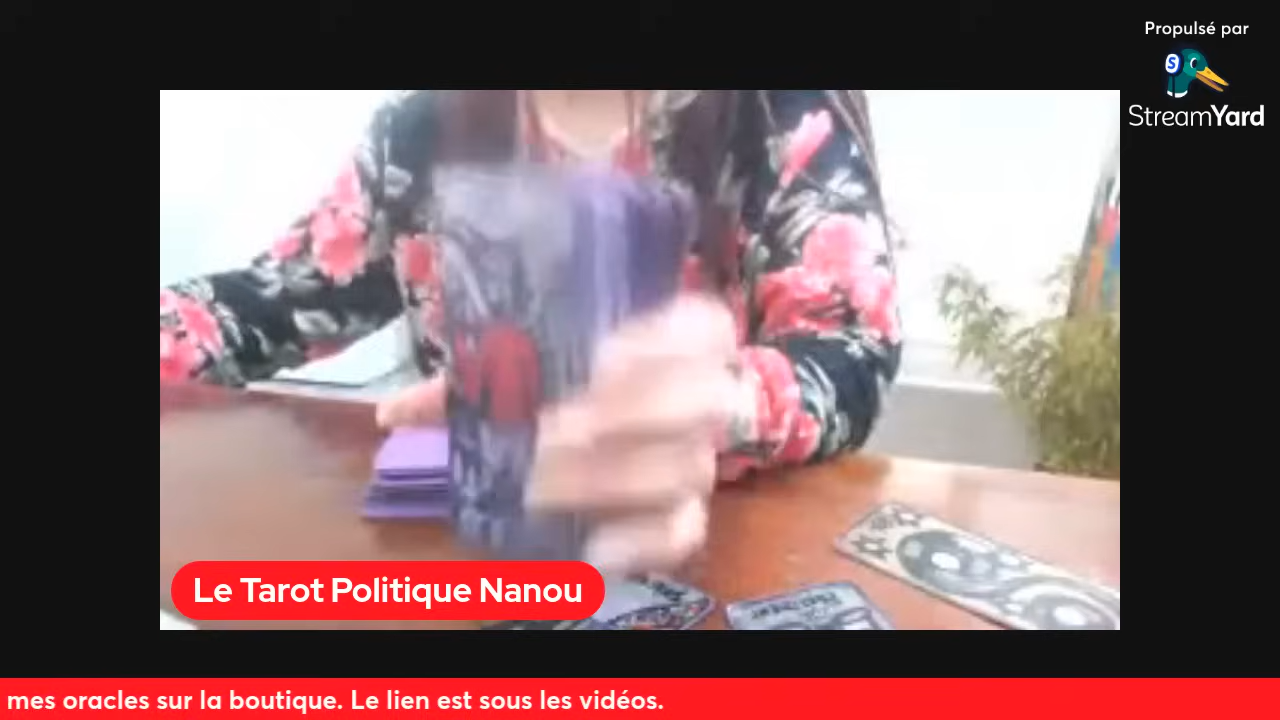 Propulsé par
StreamYard
Le Tarot Politique Nanou
mes oracles sur la boutique. Le lien est sous les vidéos.